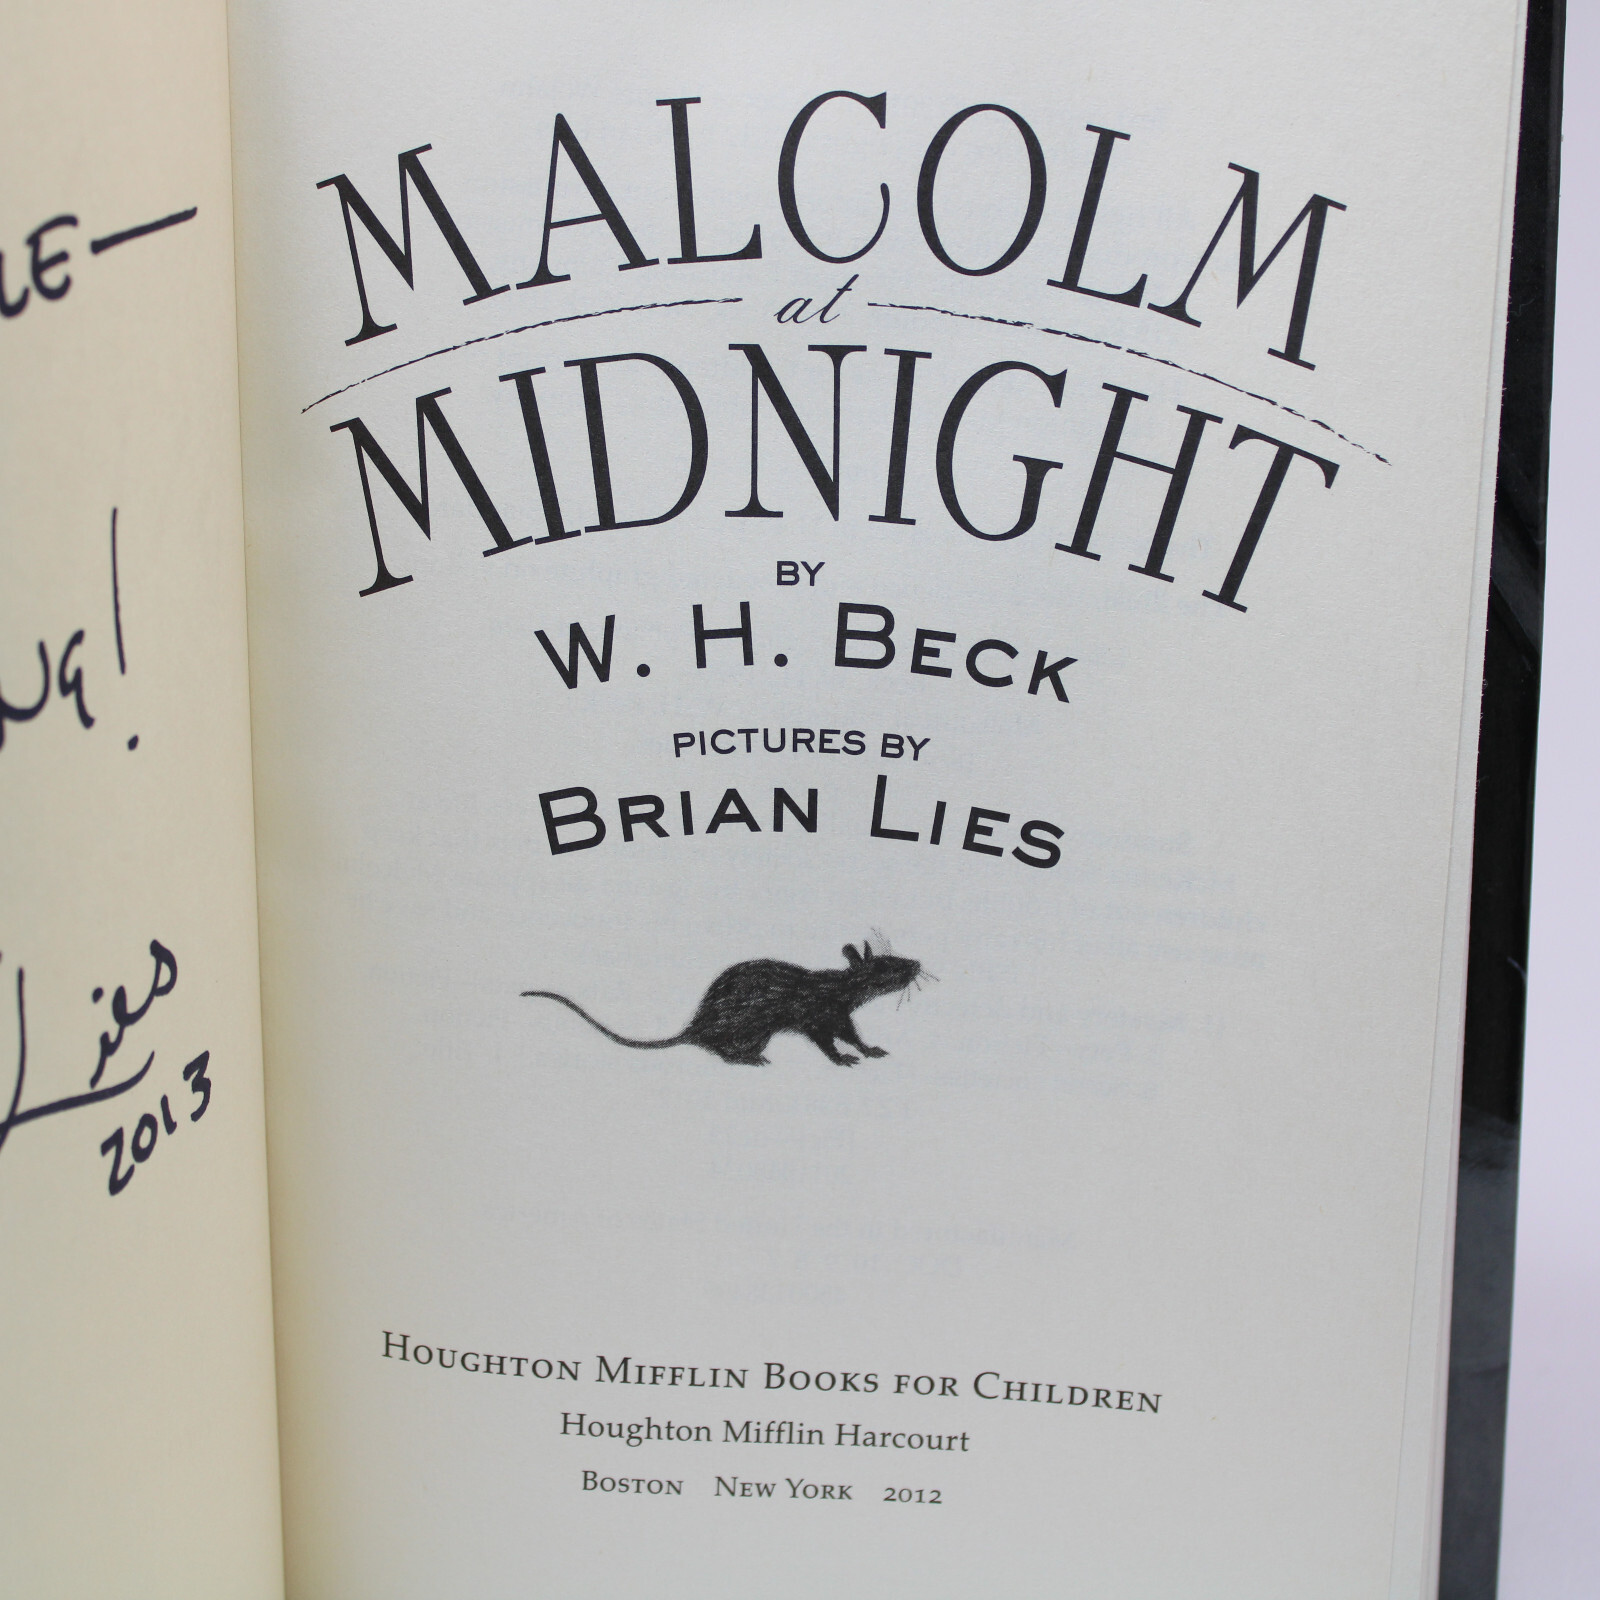 Lies
2013
MALCOLM
at
MIDNIGHT
BY
W. H. BECK
PICTURES BY
BRIAN LIES
HOUGHTON MIFFLIN BOOKS FOR CHILDREN
Houghton Mifflin Harcourt
BOSTON NEW YORK 2012